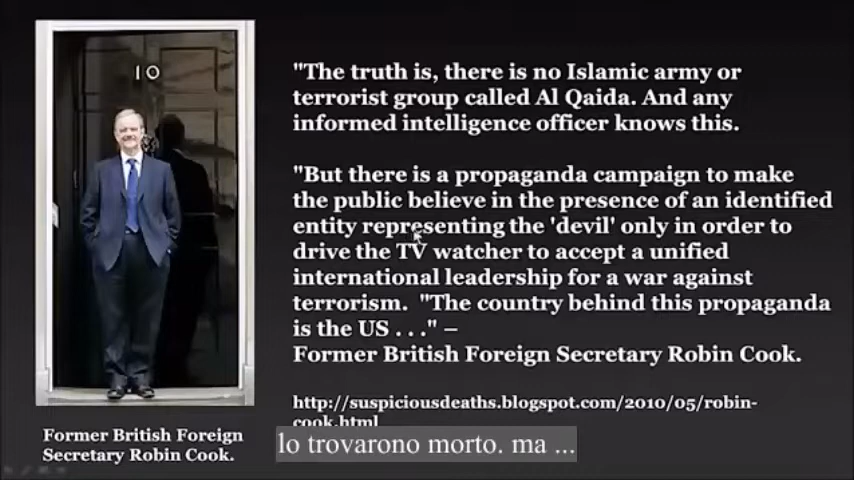 10
"The truth is, there is no Islamic army or
terrorist group called Al Qaida. And any
informed intelligence officer knows this.
"But there is a propaganda campaign to make
the public believe in the presence of an identified
entity representing the 'devil' only in order to
drive the TV watcher to accept a unified
international leadership for a war against
terrorism. "The country behind this propaganda
is the US . . ." –
Former British Foreign Secretary Robin Cook.
http://suspiciousdeaths.blogspot.com/2010/05/robin-
cook.html
Former British Foreign
Secretary Robin Cook.
lo trovarono morto. ma ...